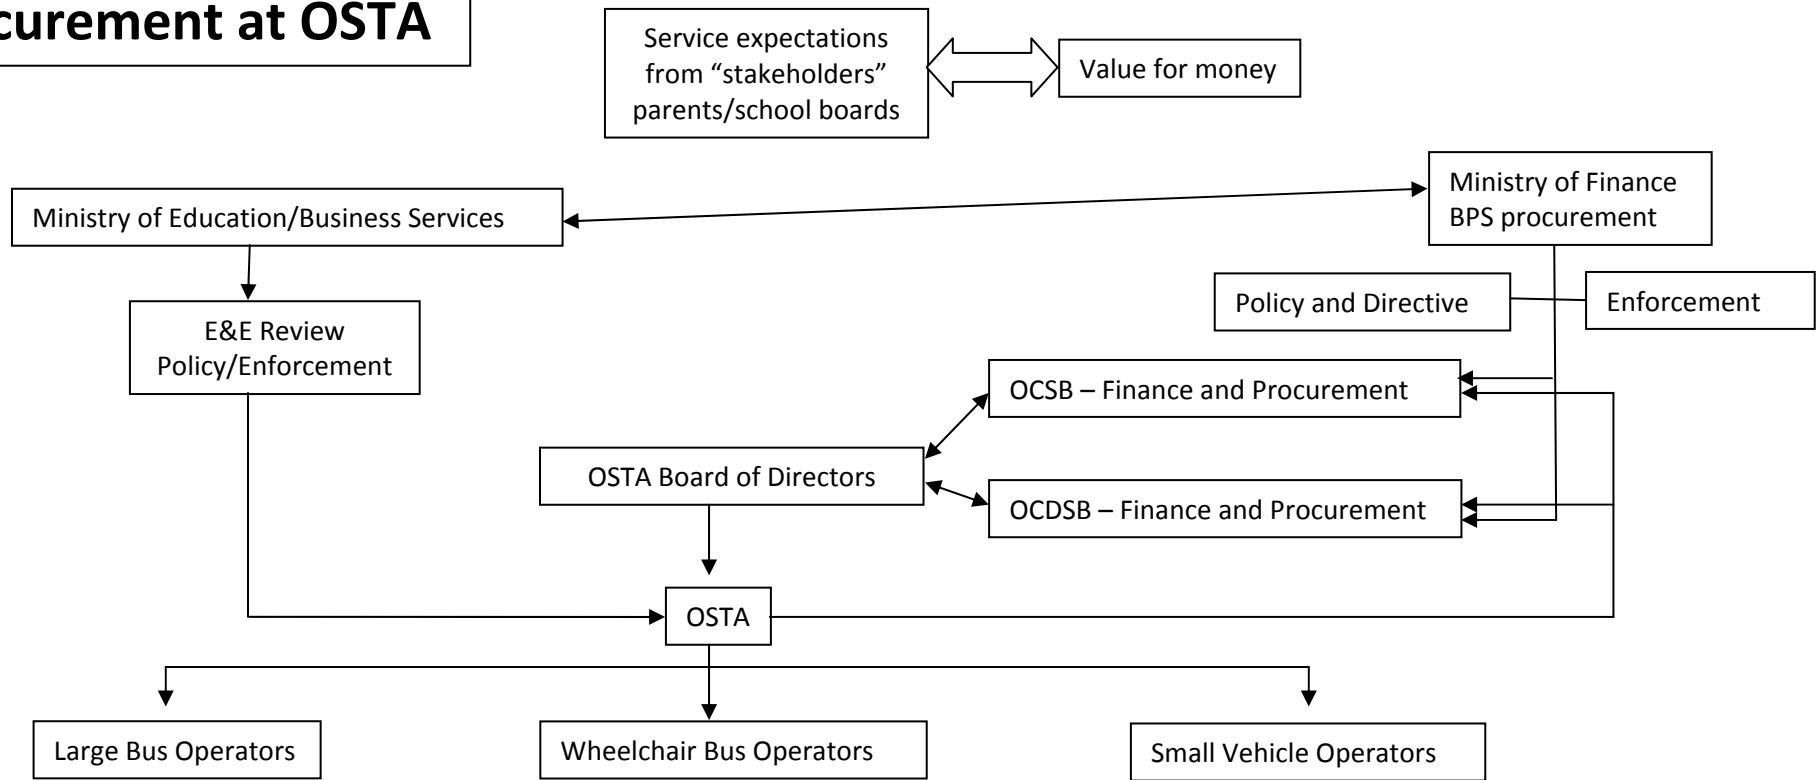 curement at OSTA
Service expectations
from “stakeholders”
parents/school boards
Value for money
Ministry of Education/Business Services
Ministry of Finance
BPS procurement
Policy and Directive
Enforcement
E&E Review
Policy/Enforcement
OCSB – Finance and Procurement
OSTA Board of Directors
OCDSB – Finance and Procurement
OSTA
Large Bus Operators
Wheelchair Bus Operators
Small Vehicle Operators